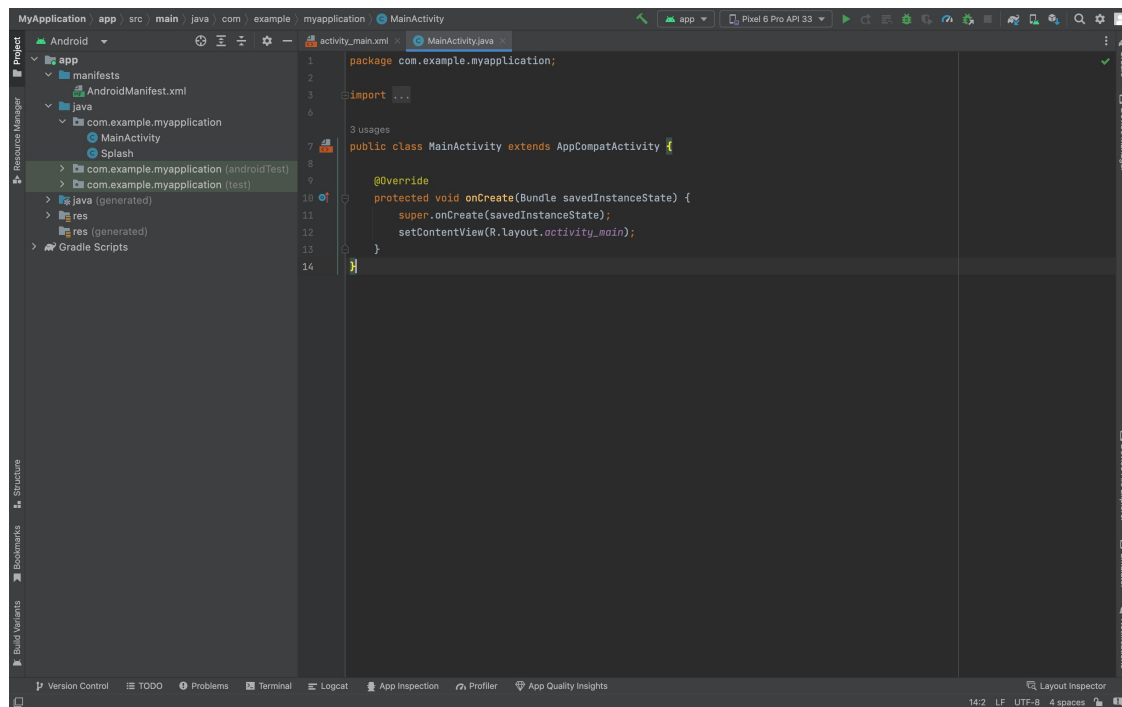 MyApplication app src main java com example myapplication MainActivity
app Pixel 6 Pro API 33
Project
Resource Manager
Structure
Bookmarks
Build Variants
Android
app
manifests
AndroidManifest.xml
java
com.example.myapplication
MainActivity
Splash
com.example.myapplication (androidTest)
com.example.myapplication (test)
java (generated)
res
res (generated)
Gradle Scripts
activity_main.xml MainActivity.java
1 package com.example.myapplication;
2
3 import ...
6
3 usages
7 public class MainActivity extends AppCompatActivity {
8
9 @Override
10 protected void onCreate(Bundle savedInstanceState) {
11 super.onCreate(savedInstanceState);
12 setContentView(R.layout.activity_main);
13 }
14 }
Version Control TODO Problems Terminal Logcat App Inspection Profiler App Quality Insights Layout Inspector
14:2 LF UTF-8 4 spaces